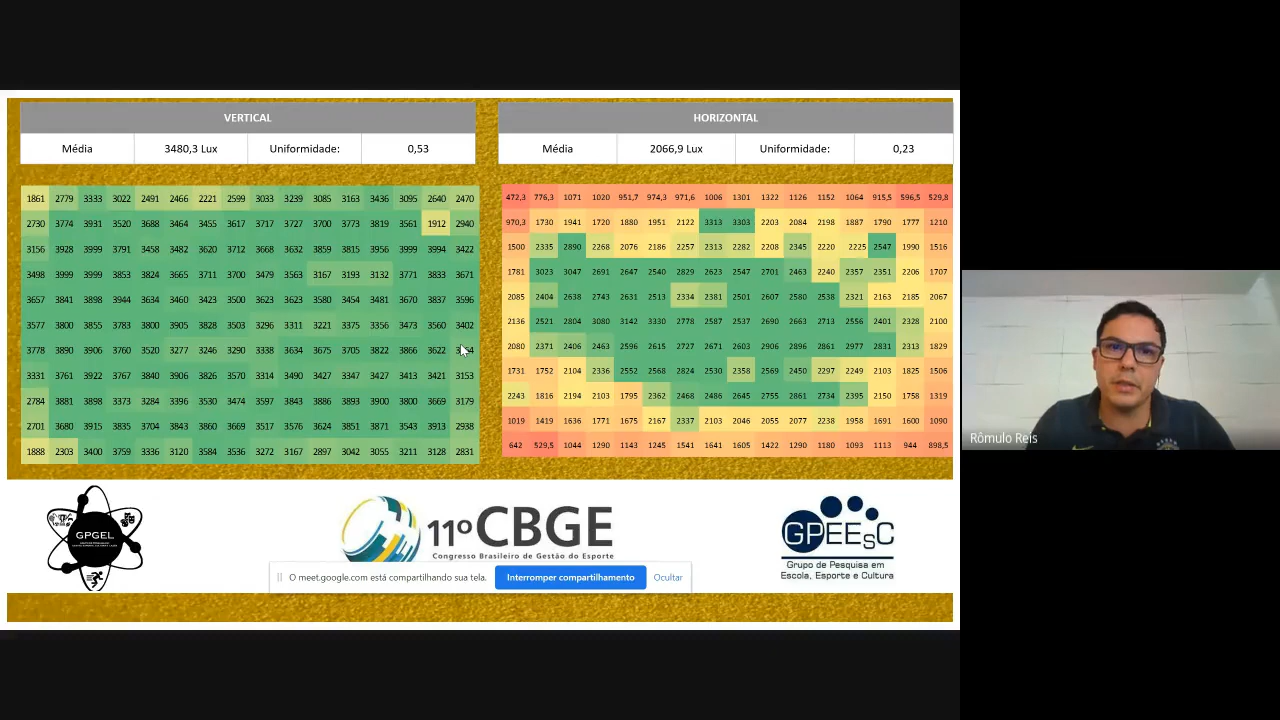 VERTICAL
Média 3480,3 Lux Uniformidade: 0,53
1861 2779 3333 3022 2491 2466 2221 2599 3033 3239 3085 3163 3436 3095 2640 2470
2730 3774 3931 3520 3688 3464 3455 3617 3717 3727 3700 3773 3819 3561 1912 2940
3156 3928 3999 3791 3458 3482 3620 3712 3668 3632 3859 3815 3956 3999 3994 3422
3498 3999 3999 3853 3824 3665 3711 3700 3479 3563 3167 3193 3132 3771 3833 3671
3657 3841 3898 3944 3634 3460 3423 3500 3623 3623 3580 3454 3481 3670 3837 3596
3577 3800 3855 3783 3800 3905 3828 3503 3296 3311 3221 3375 3356 3473 3560 3402
3778 3890 3906 3760 3520 3277 3246 3290 3338 3634 3675 3705 3822 3866 3622
3331 3761 3922 3767 3840 3906 3826 3570 3314 3490 3427 3347 3427 3413 3421 3153
2784 3881 3898 3373 3284 3396 3530 3474 3597 3843 3886 3893 3900 3800 3669 3179
2701 3680 3915 3835 3704 3843 3860 3669 3517 3576 3624 3851 3871 3543 3913 2938
1888 2303 3400 3759 3336 3120 3584 3536 3272 3167 2897 3042 3055 3211 3128 2831
HORIZONTAL
Média 2066,9 Lux Uniformidade: 0,23
472,3 776,3 1071 1020 951,7 974,3 971,6 1006 1301 1322 1126 1152 1064 915,5 596,5 529,8
970,3 1730 1941 1720 1880 1951 2122 3313 3303 2203 2084 2198 1887 1790 1777 1210
1500 2335 2890 2268 2076 2186 2257 2313 2282 2208 2345 2220 2225 2547 1990 1516
1781 3023 3047 2691 2647 2540 2829 2623 2547 2701 2463 2240 2357 2351 2206 1707
2085 2404 2638 2743 2631 2513 2334 2381 2501 2607 2580 2538 2321 2163 2185 2067
2136 2521 2804 3080 3142 3330 2778 2587 2537 2690 2663 2713 2556 2401 2328 2100
2080 2371 2406 2463 2596 2615 2727 2671 2603 2906 2896 2861 2977 2831 2313 1829
1731 1752 2104 2336 2552 2568 2824 2530 2358 2569 2450 2297 2249 2103 1825 1506
2243 1816 2194 2103 1795 2362 2468 2486 2645 2755 2861 2734 2395 2150 1758 1319
1019 1419 1636 1771 1675 2167 2337 2103 2046 2055 2077 2238 1958 1691 1600 1090
642 529,5 1044 1290 1143 1245 1541 1641 1605 1422 1290 1180 1093 1113 944 898,5
Rômulo Reis
GPGEL
11º CBGE
Congresso Brasileiro de Gestão do Esporte
GPEEsC
Grupo de Pesquisa em
Escola, Esporte e Cultura
O meet.google.com está compartilhando sua tela.
Interromper compartilhamento
Ocultar